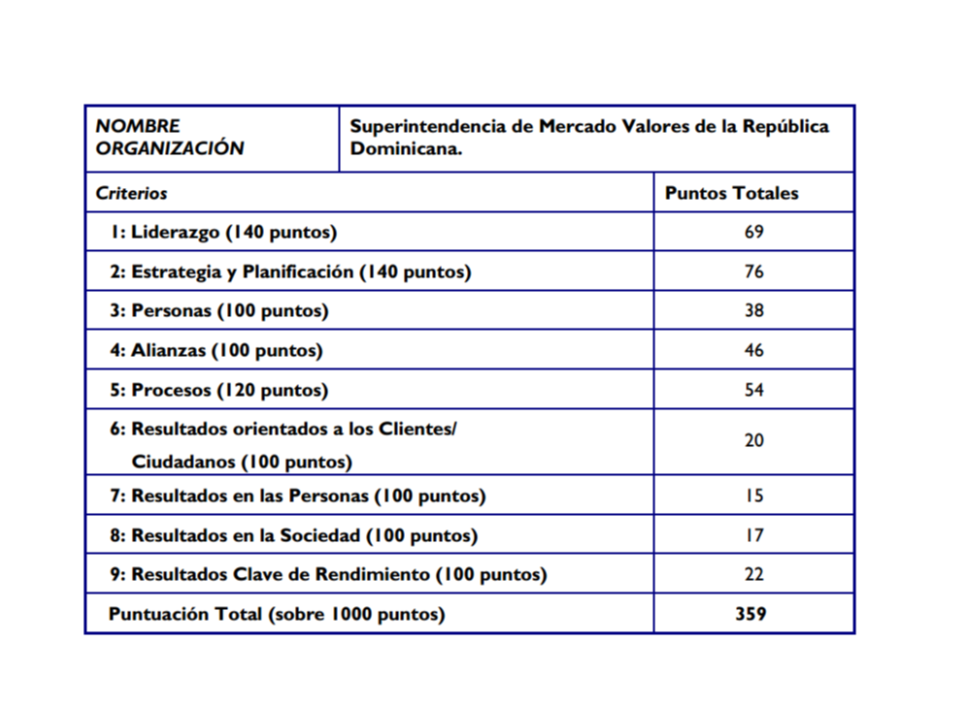 NOMBRE
ORGANIZACIÓN
Superintendencia de Mercado Valores de la República
Dominicana.
Criterios
Puntos Totales
1: Liderazgo (140 puntos)
69
2: Estrategia y Planificación (140 puntos)
76
3: Personas (100 puntos)
38
4: Alianzas (100 puntos)
46
5: Procesos (120 puntos)
54
6: Resultados orientados a los Clientes/
Ciudadanos (100 puntos)
20
7: Resultados en las Personas (100 puntos)
15
8: Resultados en la Sociedad (100 puntos)
17
9: Resultados Clave de Rendimiento (100 puntos)
22
Puntuación Total (sobre 1000 puntos)
359